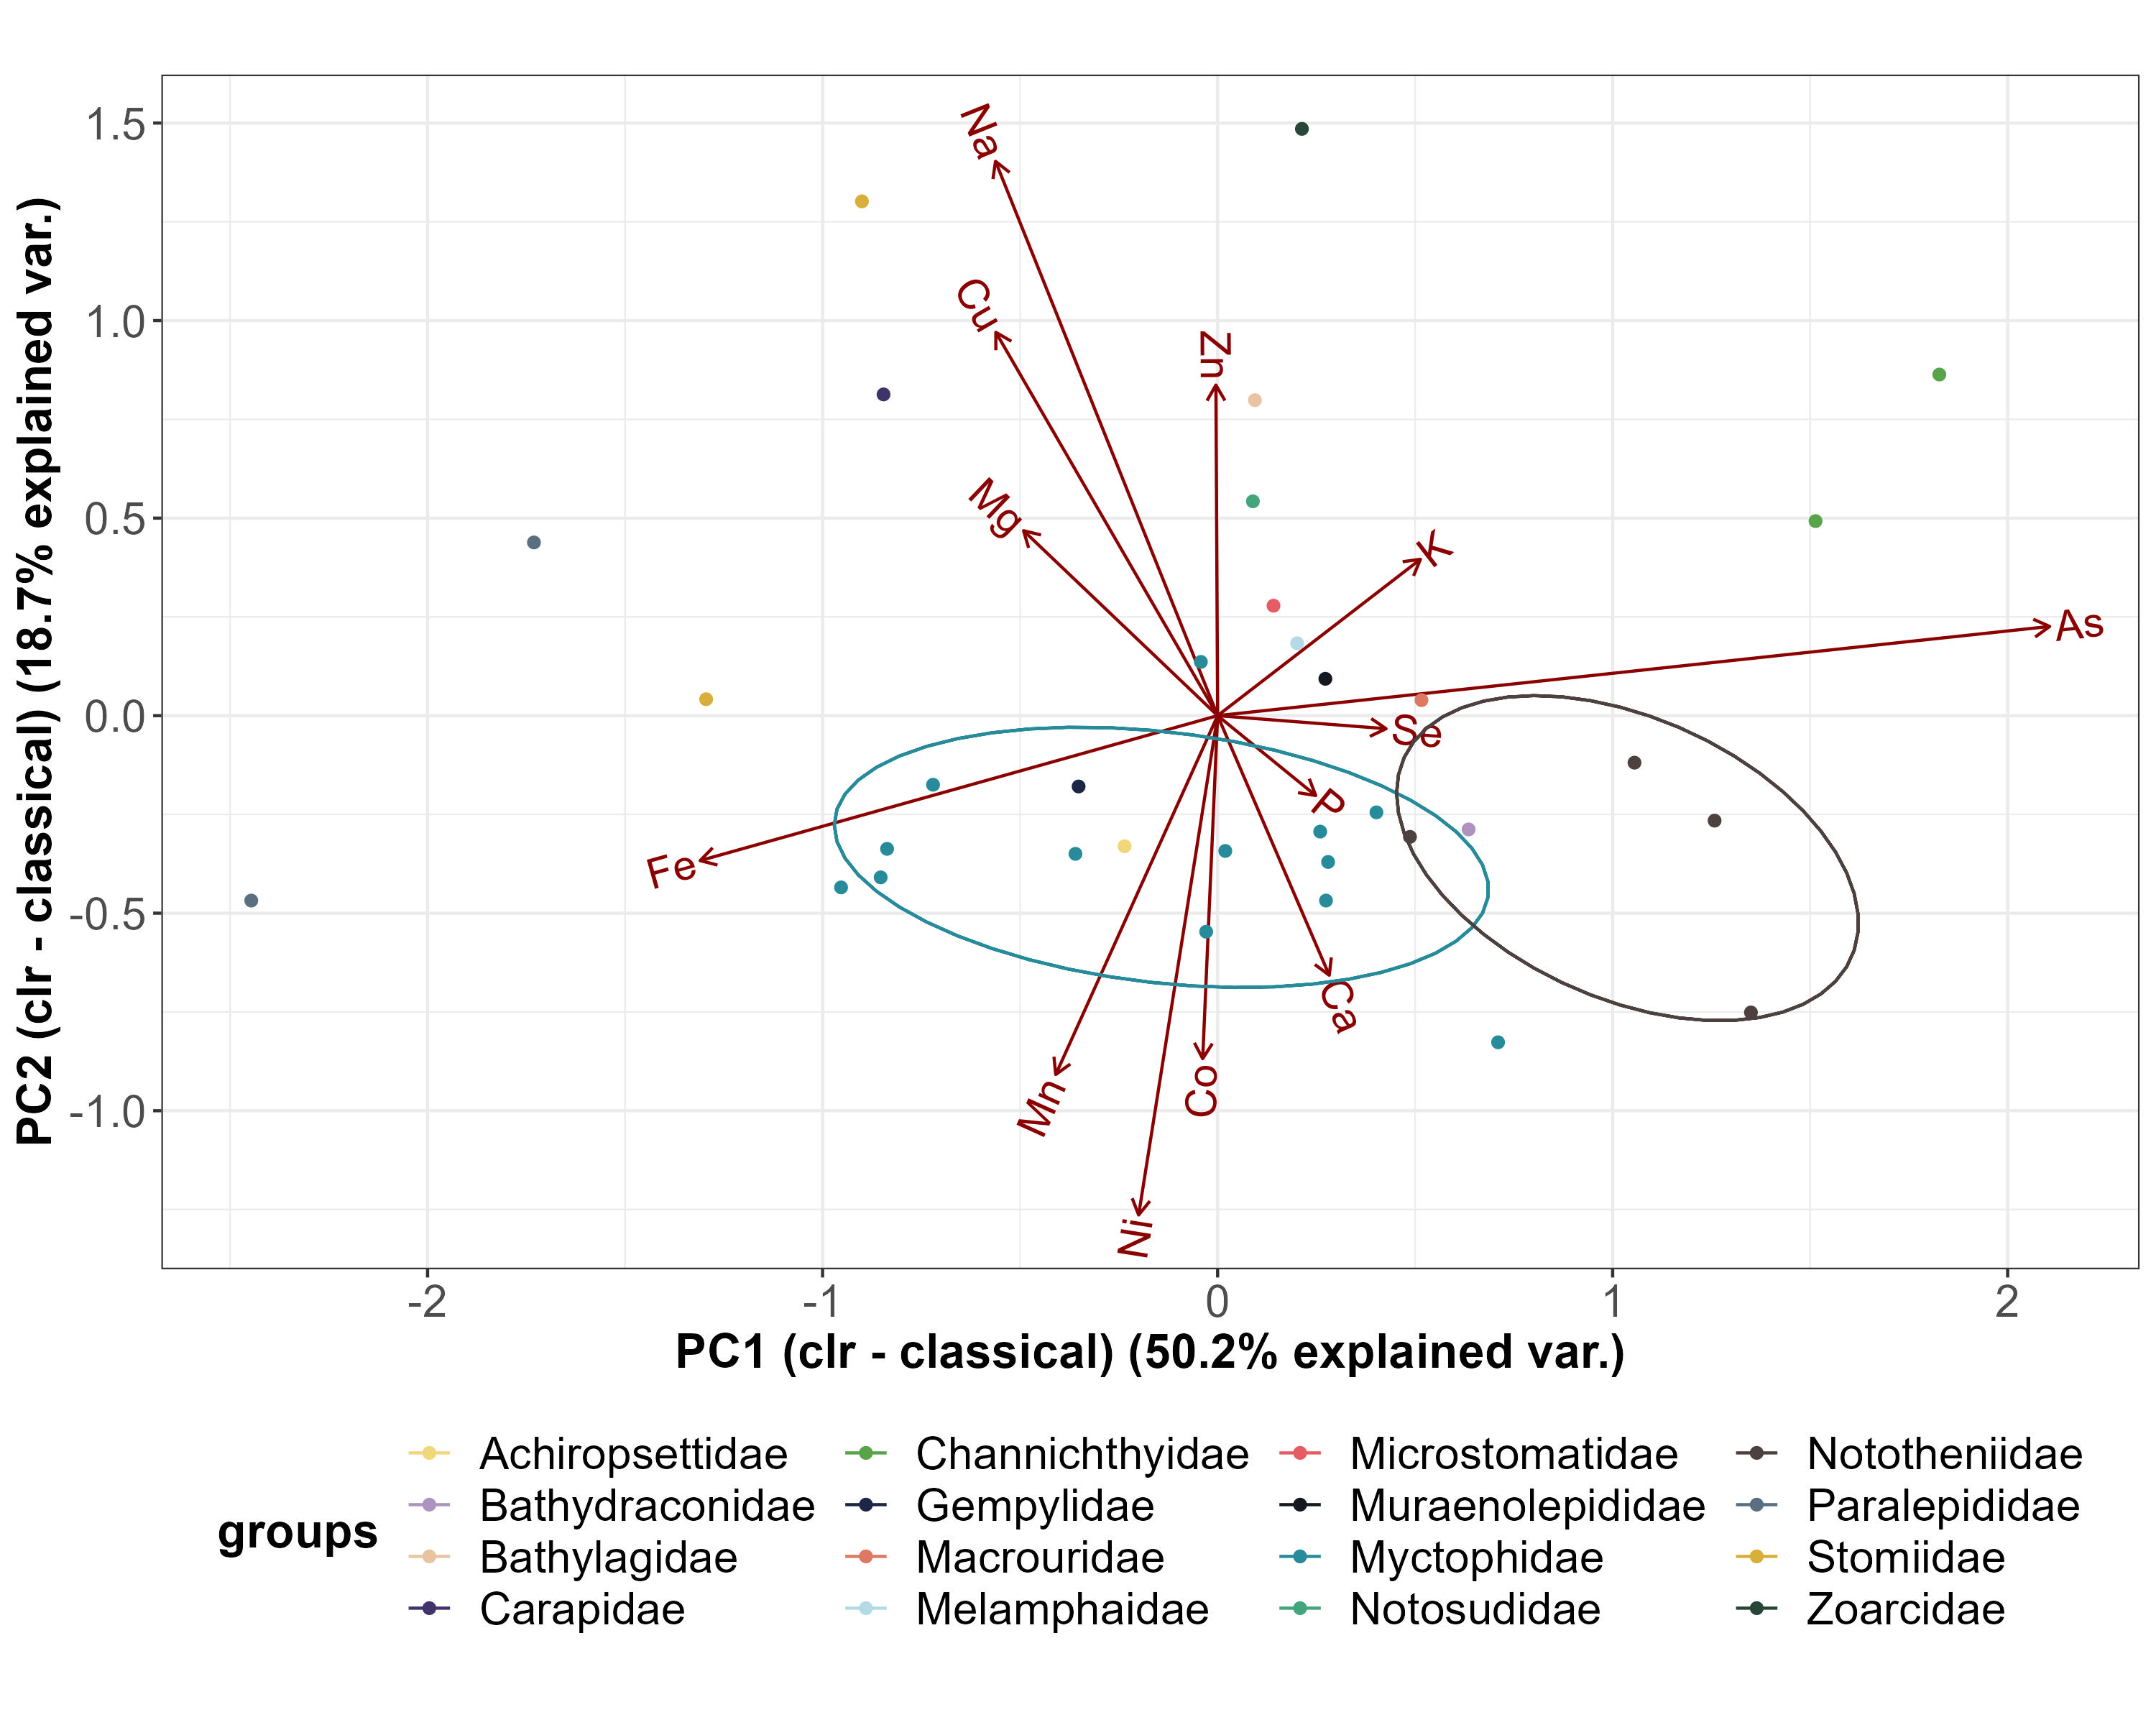 PC2 (clr - classical) (18.7% explained var.)
1.5
1.0
0.5
0.0
-0.5
-1.0
Na
Cu
Zn
Mg
K
As
Se
P
Fe
Ca
Mn
Co
Ni
-2
-1
0
1
2
PC1 (clr - classical) (50.2% explained var.)
groups
Achiropsettidae
Bathydraconidae
Bathylagidae
Carapidae
Channichthyidae
Gempylidae
Macrouridae
Melamphaidae
Microstomatidae
Muraenolepididae
Myctophidae
Notosudidae
Nototheniidae
Paralepididae
Stomiidae
Zoarcidae